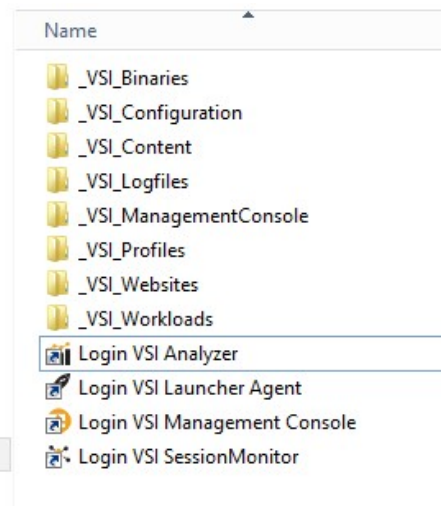 Name
_VSI_Binaries
_VSI_Configuration
_VSI_Content
_VSI_Logfiles
_VSI_ManagementConsole
_VSI_Profiles
_VSI_Websites
_VSI_Workloads
Login VSI Analyzer
Login VSI Launcher Agent
Login VSI Management Console
Login VSI SessionMonitor